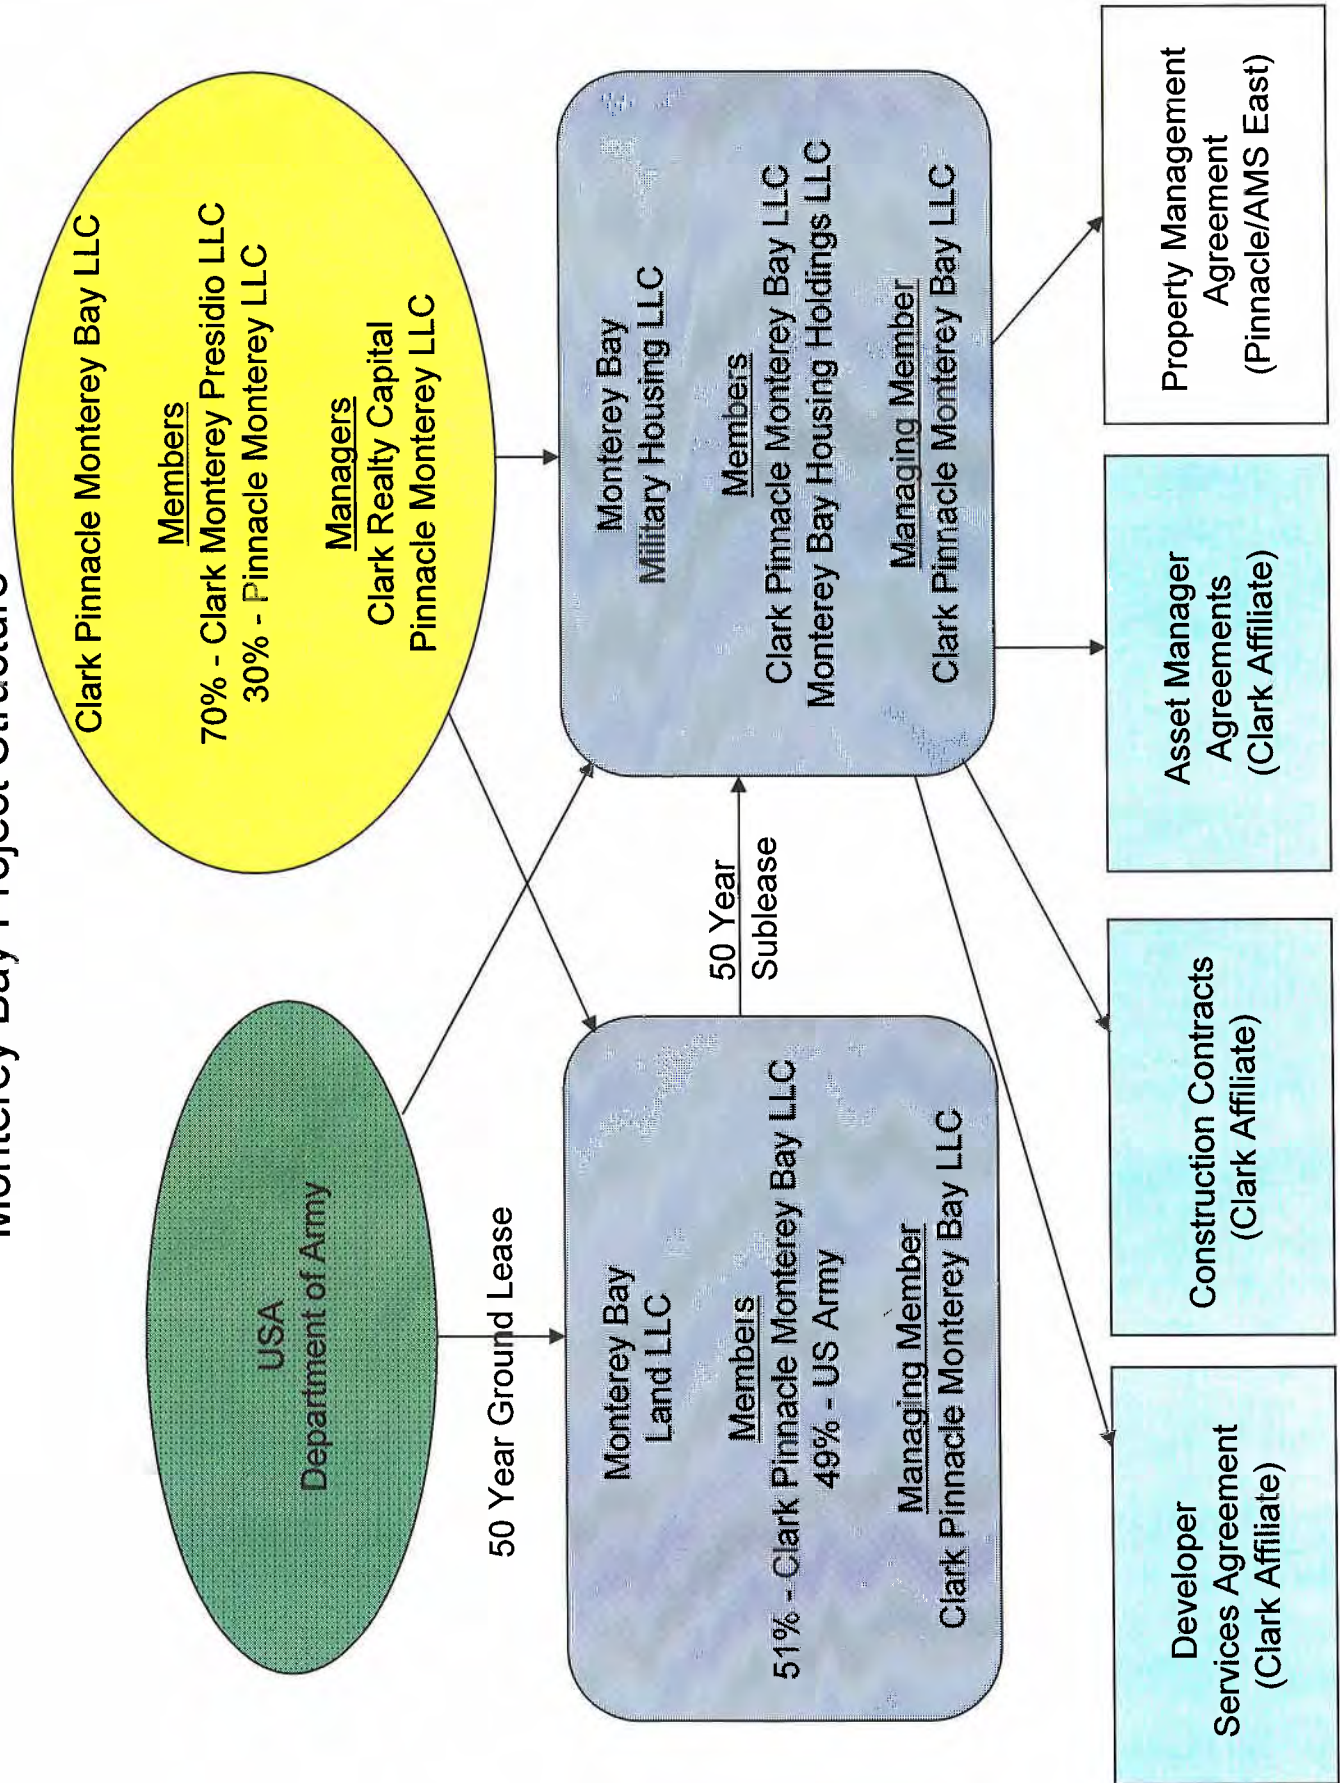 Monterey Bay Project Structure
USA
Department of Army
Clark Pinnacle Monterey Bay LLC
Members
70% - Clark Monterey Presidio LLC
30% - Pinnacle Monterey LLC
Managers
Clark Realty Capital
Pinnacle Monterey LLC
50 Year Ground Lease
Monterey Bay
Land LLC
Members
51% - Clark Pinnacle Monterey Bay LLC
49% - US Army
Managing Member
Clark Pinnacle Monterey Bay LLC
50 Year
Sublease
Monterey Bay
Military Housing LLC
Members
Clark Pinnacle Monterey Bay LLC
Monterey Bay Housing Holdings LLC
Managing Member
Clark Pinnacle Monterey Bay LLC
Developer
Services Agreement
(Clark Affiliate)
Construction Contracts
(Clark Affiliate)
Asset Manager
Agreements
(Clark Affiliate)
Property Management
Agreement
(Pinnacle/AMS East)